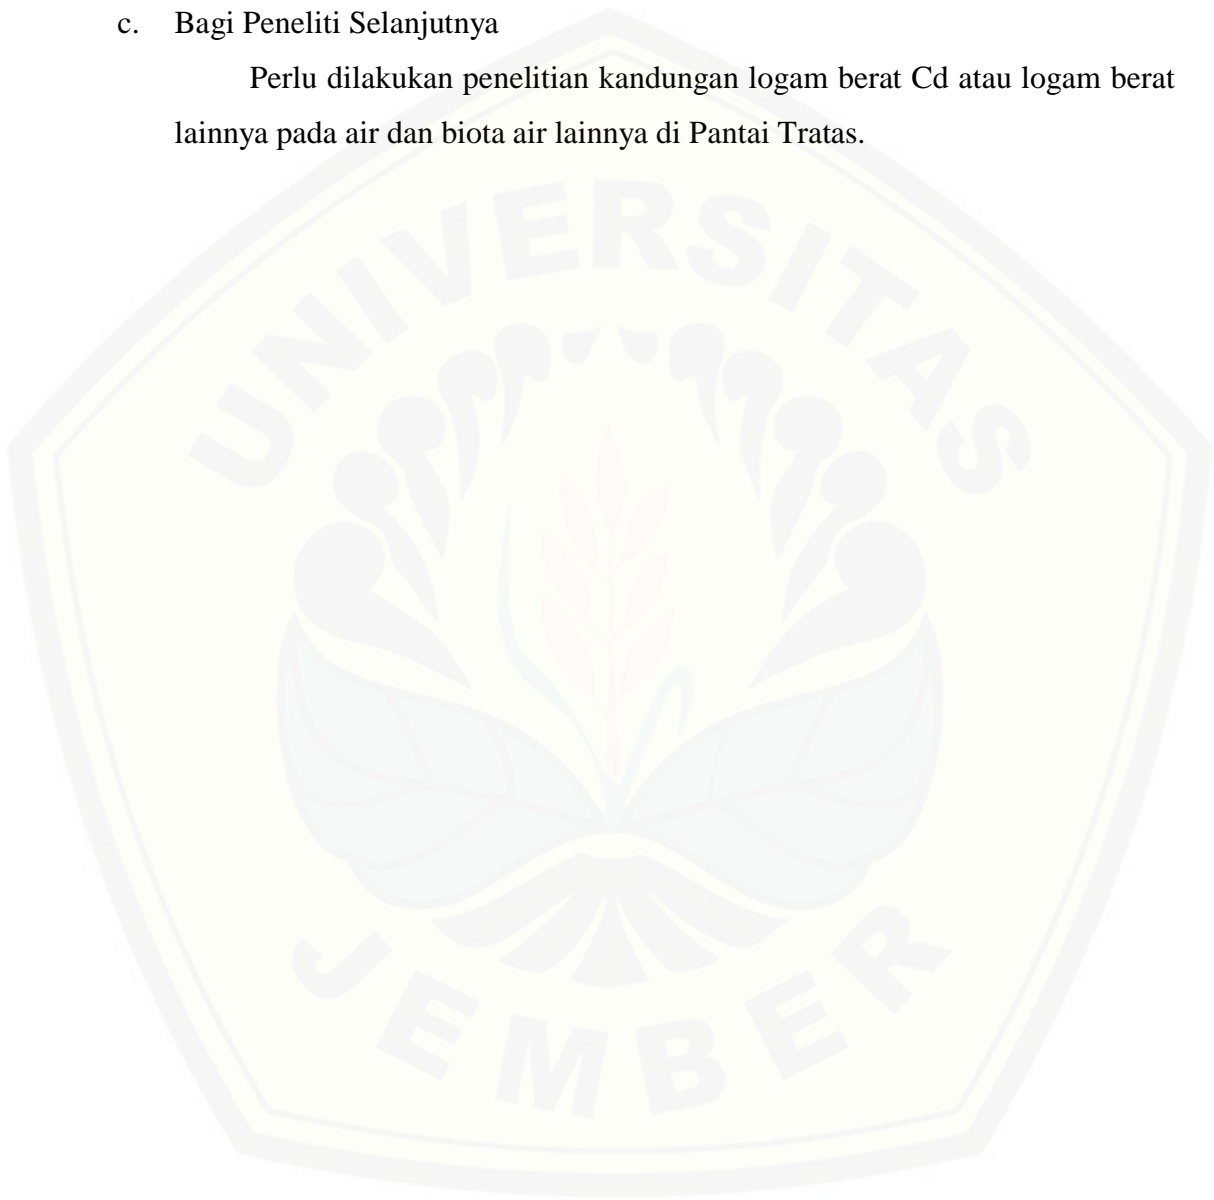 c. Bagi Peneliti Selanjutnya
Perlu dilakukan penelitian kandungan logam berat Cd atau logam berat
lainnya pada air dan biota air lainnya di Pantai Tratas.
UNIVERSITAS
JEMBER